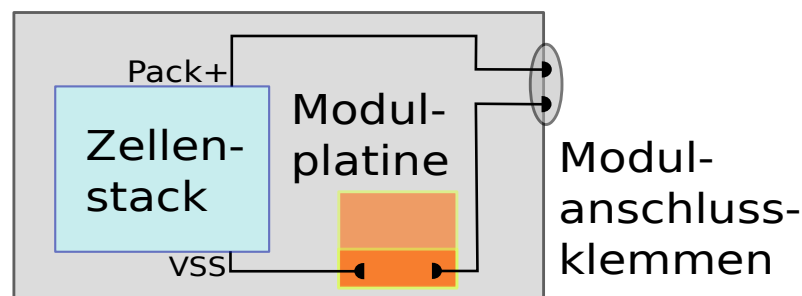 Pack+
Zellen-
stack
VSS
Modul-
platine
Modul-
anschluss-
klemmen